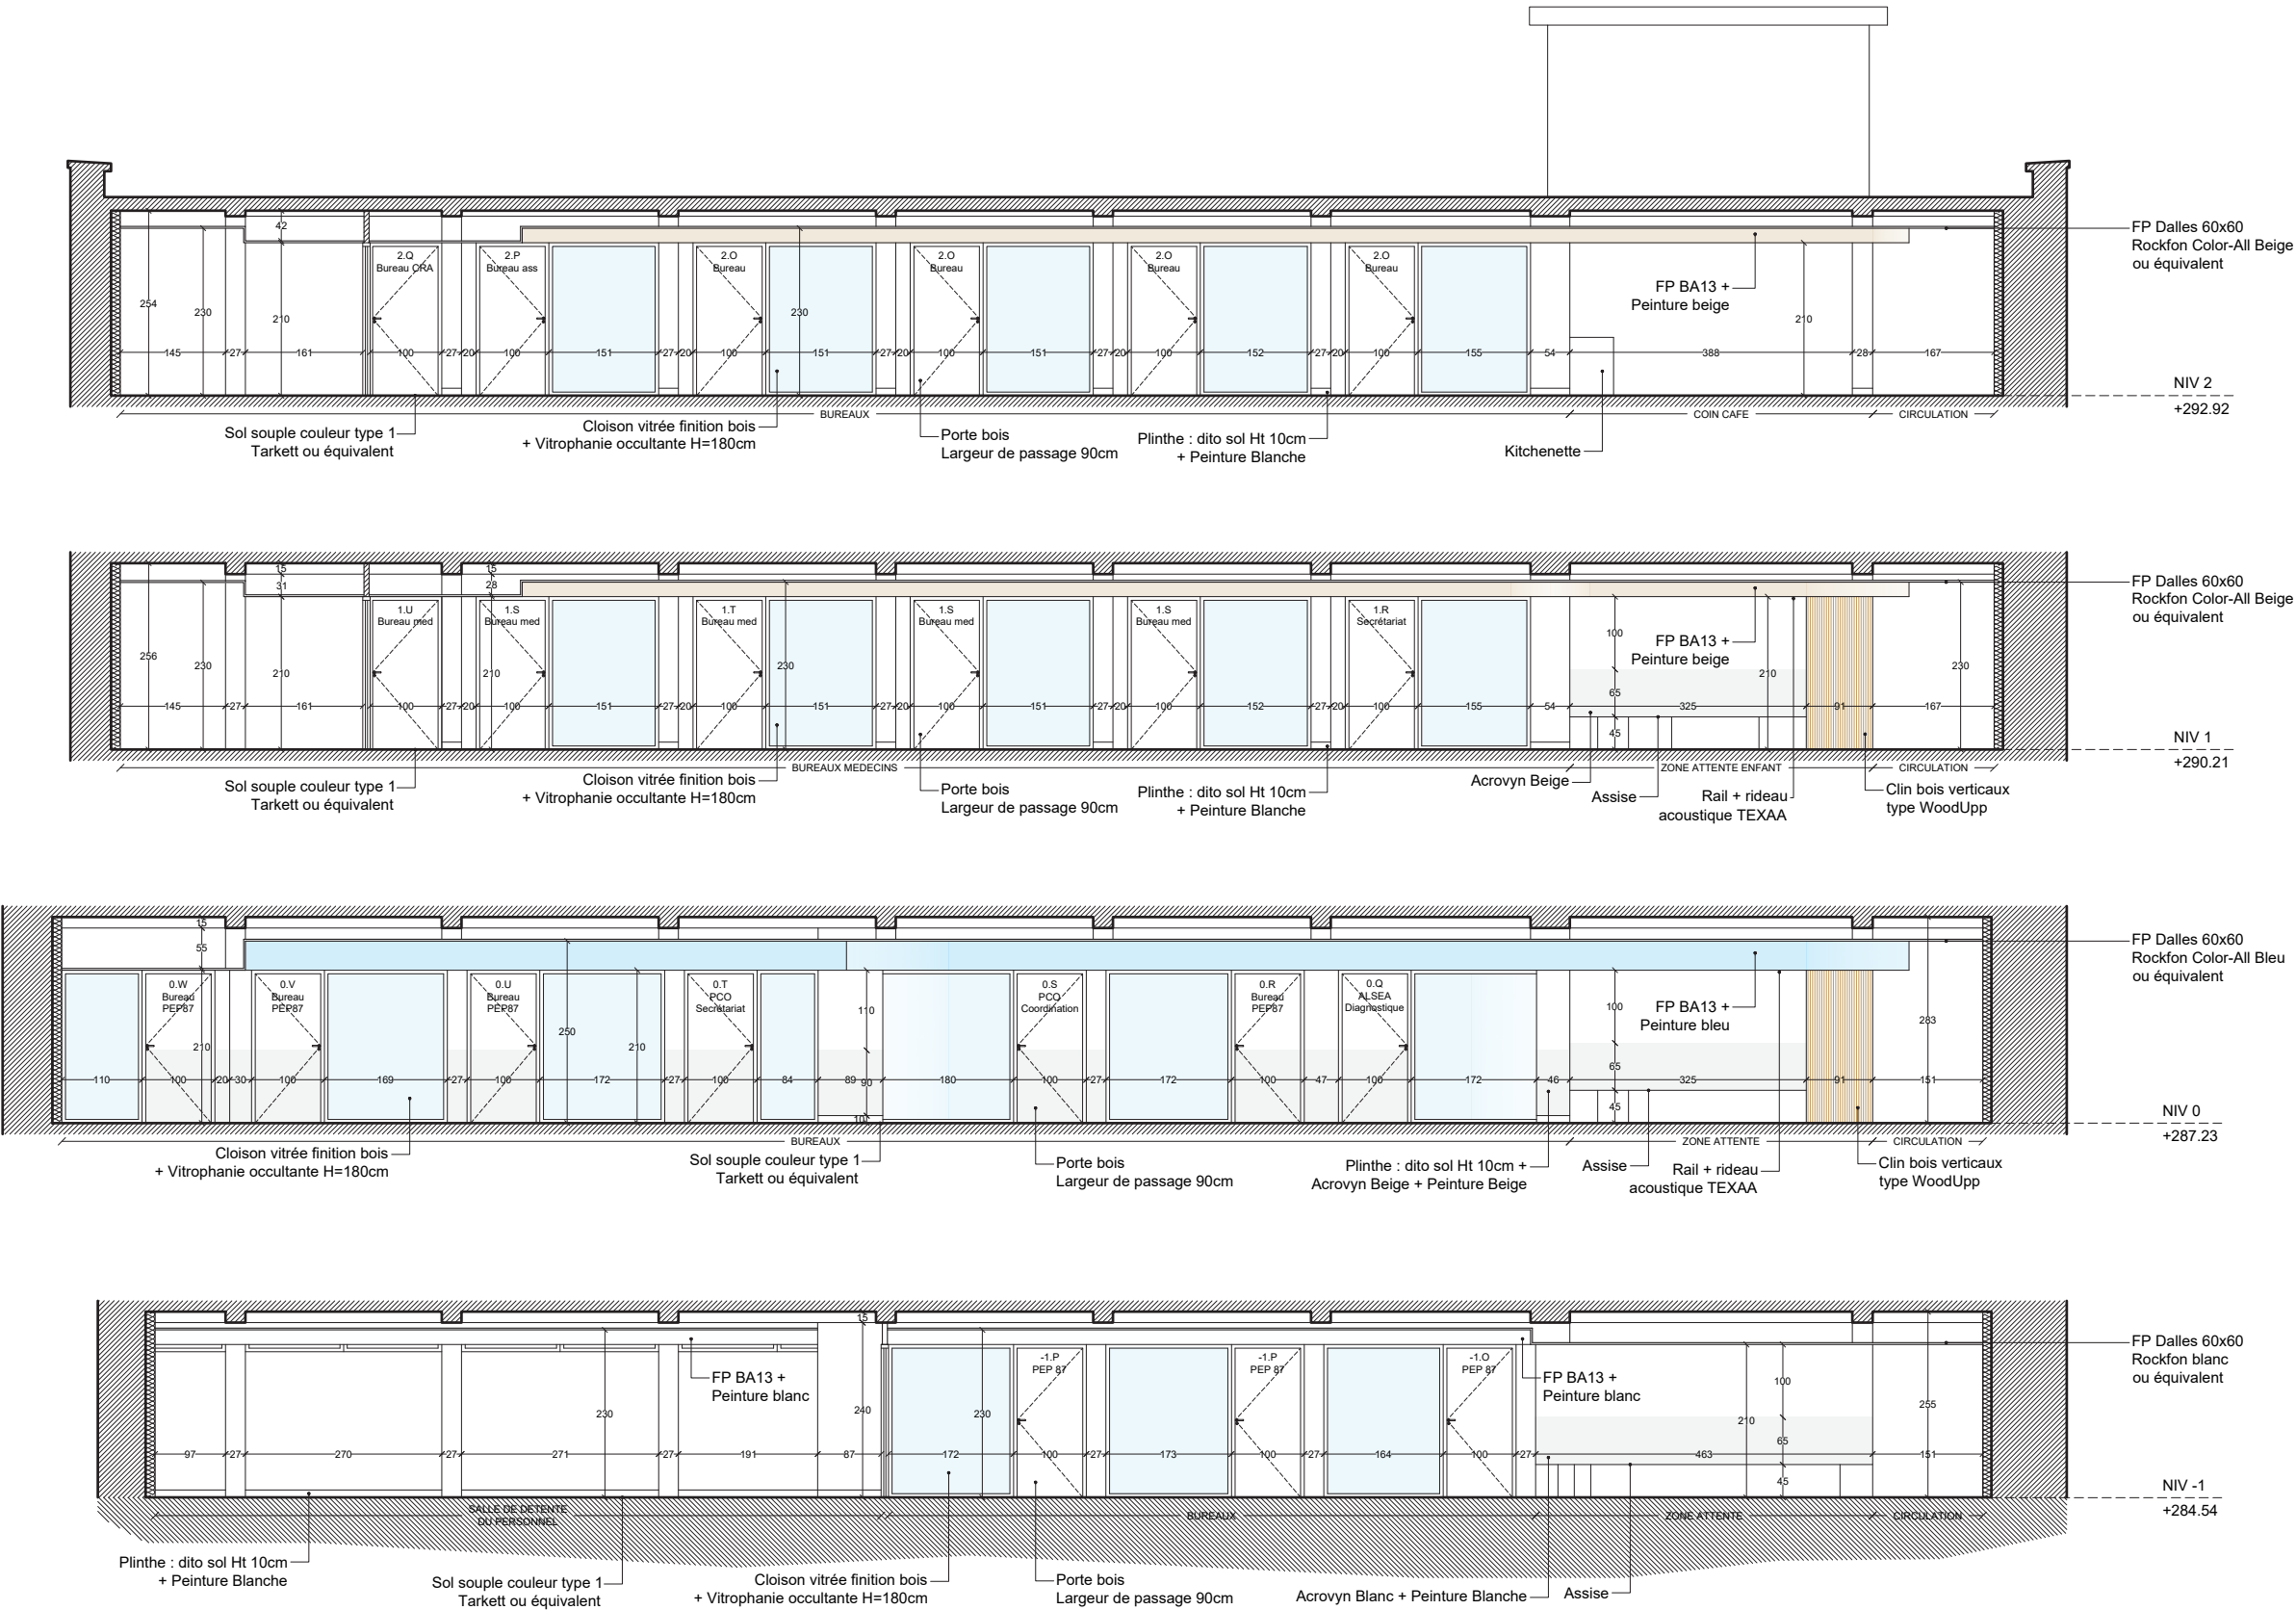 42
FP Dalles 60x60
Rockfon Color-All Beige
ou équivalent
2.Q
Bureau CRA
2.P
Bureau ass
2.O
Bureau
2.O
Bureau
2.O
Bureau
2.O
Bureau
FP BA13 +
Peinture beige
254
230
210
230
210
145 27 161 100 27 20 100 151 27 20 100 151 27 20 100 151 27 20 100 152 27 20 100 155 54 388 28 167
NIV 2
+292.92
BUREAUX
COIN CAFE
CIRCULATION
Sol souple couleur type 1
Tarkett ou équivalent
Cloison vitrée finition bois
+ Vitrophanie occultante H=180cm
Porte bois
Largeur de passage 90cm
Plinthe : dito sol Ht 10cm
+ Peinture Blanche
Kitchenette
15
31
15
28
FP Dalles 60x60
Rockfon Color-All Beige
ou équivalent
1.U
Bureau med
1.S
Bureau med
1.T
Bureau med
1.S
Bureau med
1.S
Bureau med
1.R
Secrétariat
FP BA13 +
Peinture beige
256
230
210
210
230
100
65
45
210
230
145 27 161 100 27 20 100 151 27 20 100 151 27 20 100 151 27 20 100 152 27 20 100 155 54 325 91 167
NIV 1
+290.21
BUREAUX MEDECINS
ZONE ATTENTE ENFANT
CIRCULATION
Sol souple couleur type 1
Tarkett ou équivalent
Cloison vitrée finition bois
+ Vitrophanie occultante H=180cm
Porte bois
Largeur de passage 90cm
Plinthe : dito sol Ht 10cm
+ Peinture Blanche
Acrovyn Beige
Assise
Rail + rideau
acoustique TEXAA
Clin bois verticaux
type WoodUpp
15
55
FP Dalles 60x60
Rockfon Color-All Bleu
ou équivalent
0.W
Bureau
PEP87
0.V
Bureau
PEP87
0.U
Bureau
PEP87
0.T
PCO
Secrétariat
0.S
PCO
Coordination
0.R
Bureau
PEP87
0.Q
ALSEA
Diagnostique
FP BA13 +
Peinture bleu
210
250
210
110
90
10
100
65
45
283
110 100 20 30 100 169 27 100 172 27 100 84 89 180 100 27 172 100 47 100 172 46 325 91 151
NIV 0
+287.23
BUREAUX
ZONE ATTENTE
CIRCULATION
Cloison vitrée finition bois
+ Vitrophanie occultante H=180cm
Sol souple couleur type 1
Tarkett ou équivalent
Porte bois
Largeur de passage 90cm
Plinthe : dito sol Ht 10cm +
Acrovyn Beige + Peinture Beige
Assise
Rail + rideau
acoustique TEXAA
Clin bois verticaux
type WoodUpp
15
FP Dalles 60x60
Rockfon blanc
ou équivalent
FP BA13 +
Peinture blanc
-1.P
PEP 87
-1.P
PEP 87
-1.O
PEP 87
FP BA13 +
Peinture blanc
230
240
230
210
100
65
45
255
97 27 270 27 271 27 191 87 172 100 27 173 100 27 164 100 27 463 151
NIV -1
+284.54
SALLE DE DETENTE
DU PERSONNEL
BUREAUX
ZONE ATTENTE
CIRCULATION
Plinthe : dito sol Ht 10cm
+ Peinture Blanche
Sol souple couleur type 1
Tarkett ou équivalent
Cloison vitrée finition bois
+ Vitrophanie occultante H=180cm
Porte bois
Largeur de passage 90cm
Acrovyn Blanc + Peinture Blanche
Assise